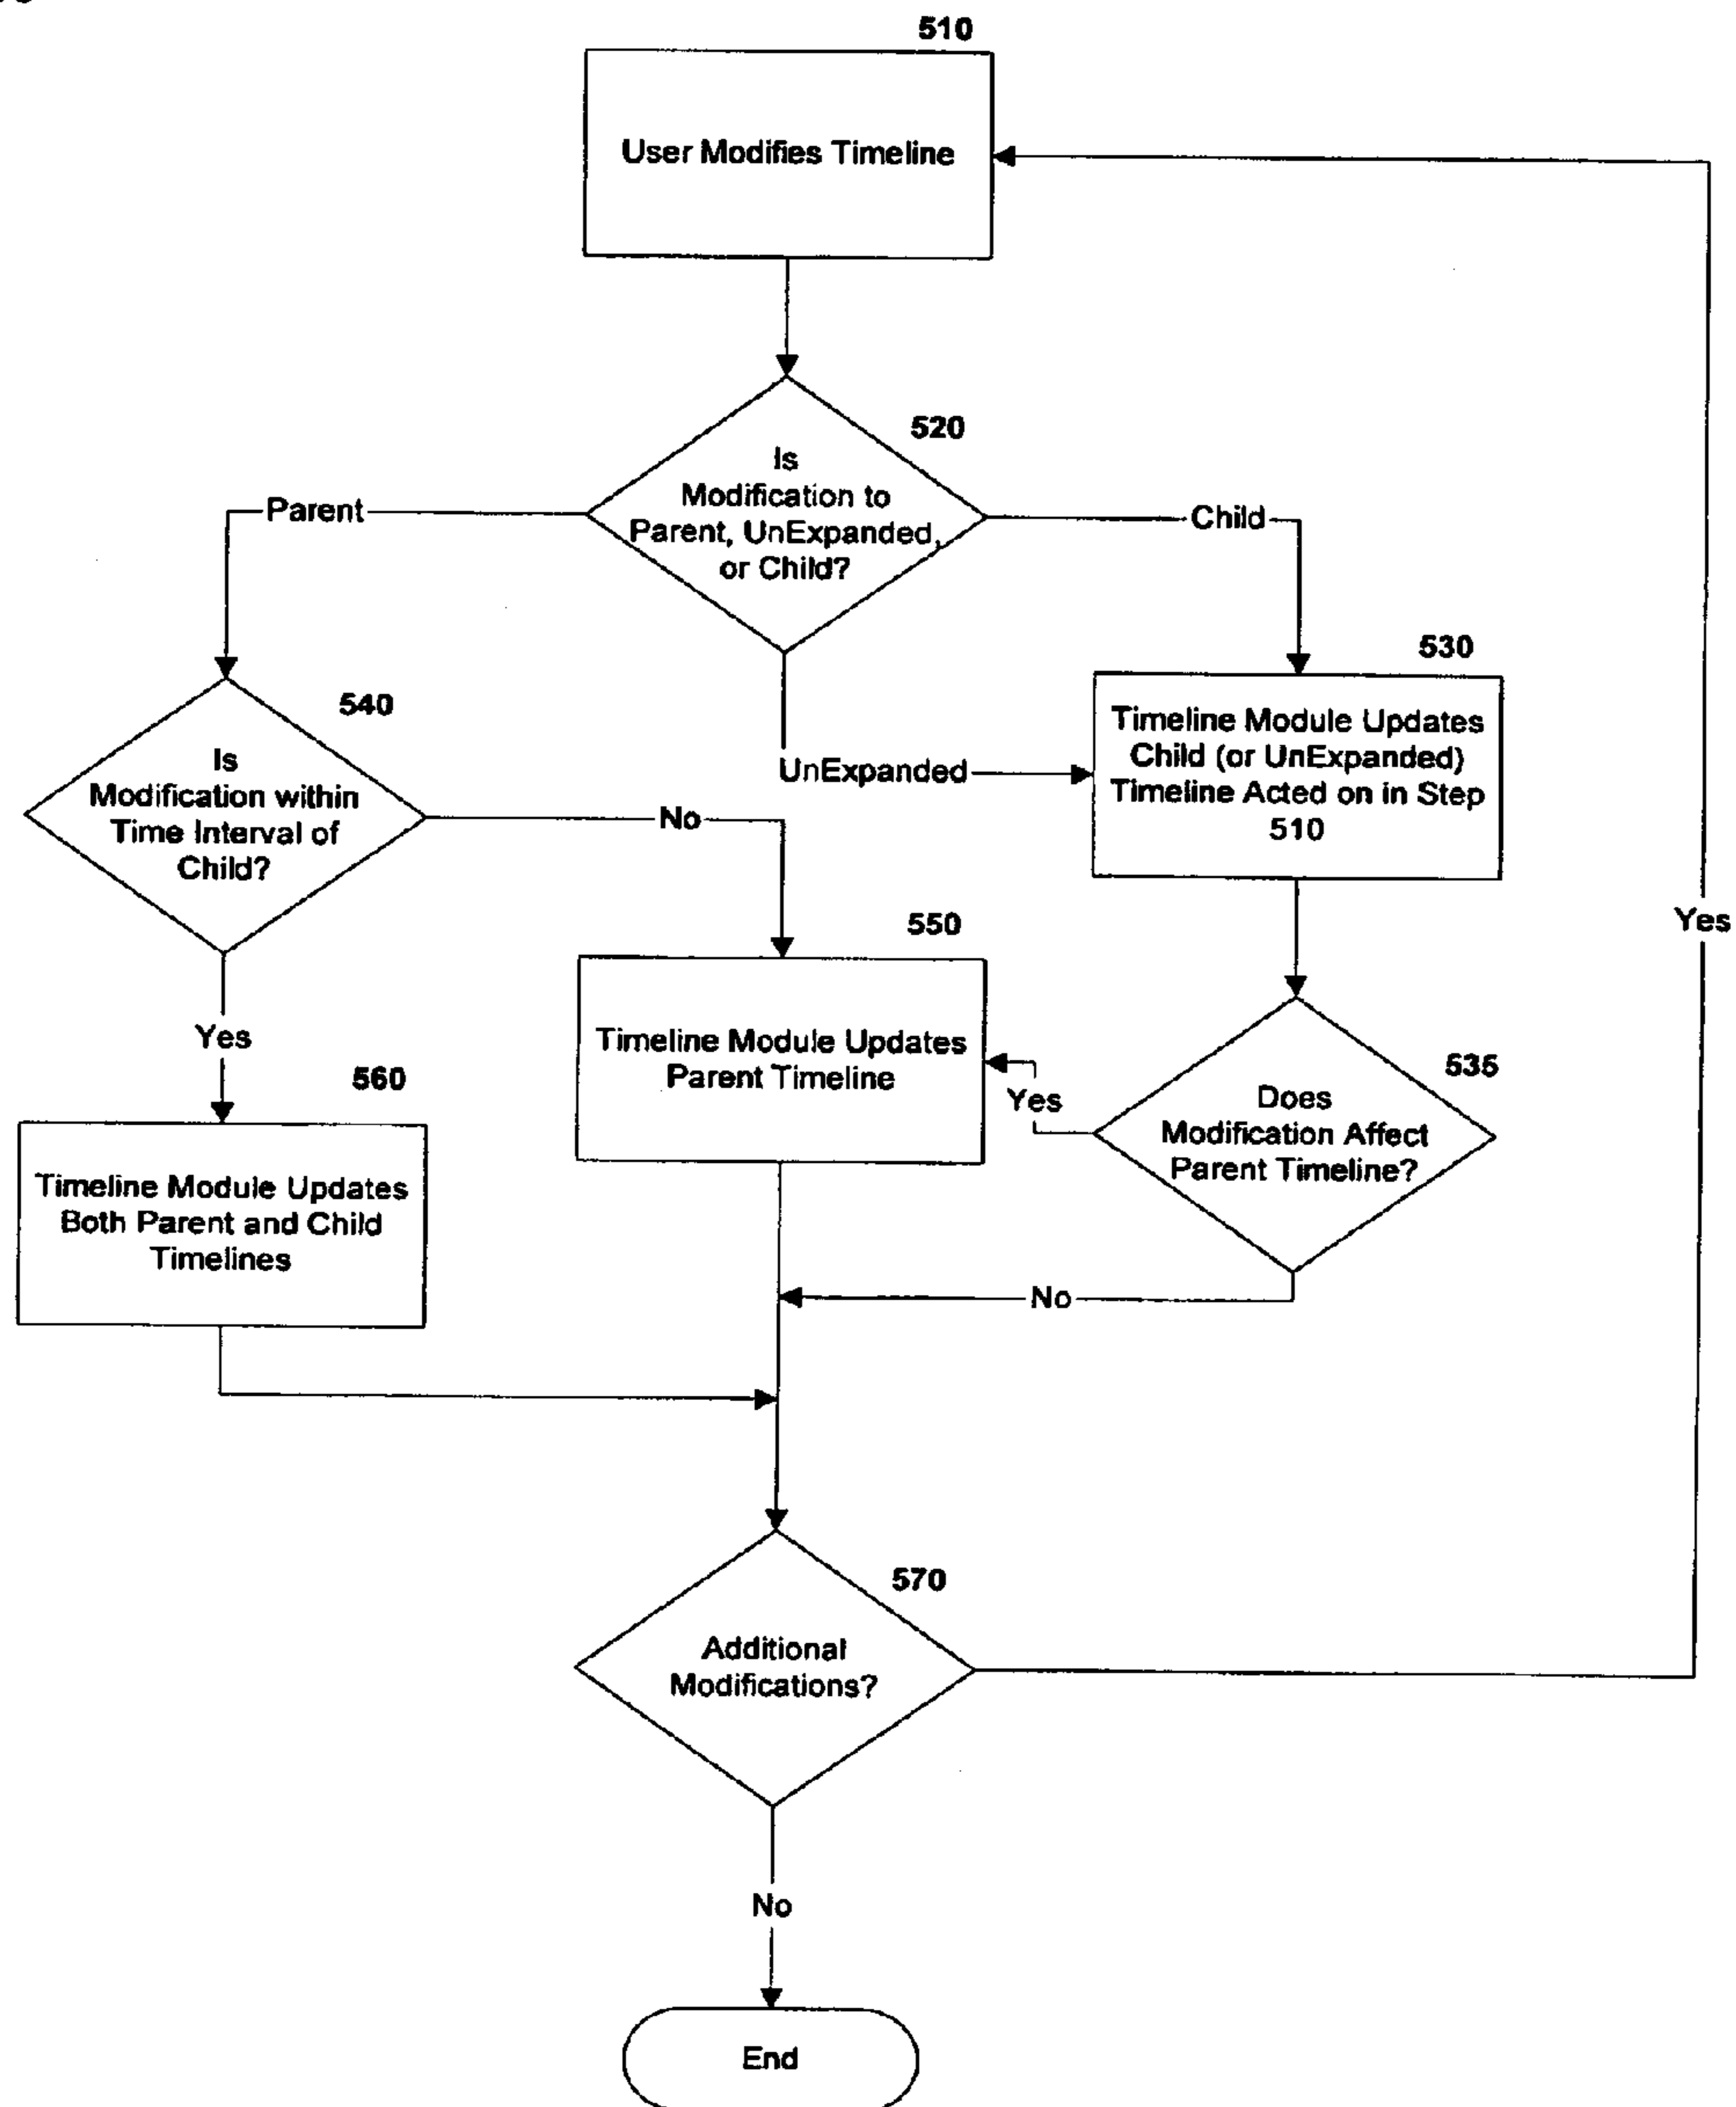 510
User Modifies Timeline
520
Is
Modification to
Parent, UnExpanded,
or Child?
Parent
Child
UnExpanded
530
Timeline Module Updates
Child (or UnExpanded)
Timeline Acted on in Step
510
540
Is
Modification within
Time Interval of
Child?
No
Yes
550
Timeline Module Updates
Parent Timeline
Yes
535
Does
Modification Affect
Parent Timeline?
Yes
560
Timeline Module Updates
Both Parent and Child
Timelines
No
570
Additional
Modifications?
No
End